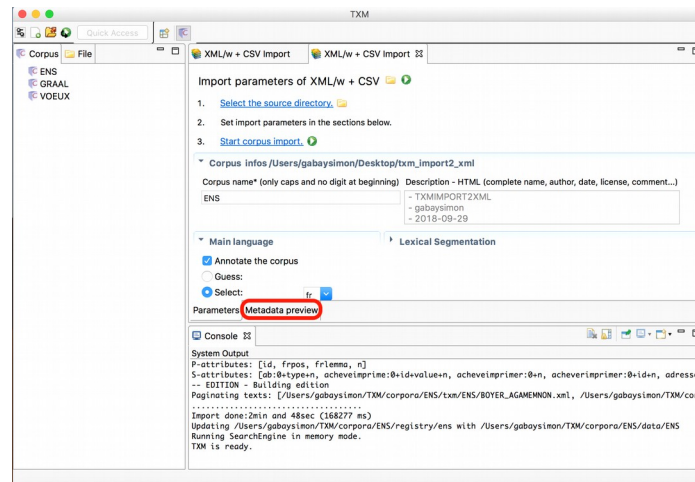 TXM
Quick Access
Corpus File
ENS
GRAAL
VOEUX
XML/w + CSV Import XML/w + CSV Import
Import parameters of XML/w + CSV
1. Select the source directory.
2. Set import parameters in the sections below.
3. Start corpus import.
Corpus infos /Users/gabaysimon/Desktop/txm_import2_xml
Corpus name* (only caps and no digit at beginning) Description - HTML (complete name, author, date, license, comment...)
ENS
- TXMIMPORT2XML
- gabaysimon
- 2018-09-29
Main language Lexical Segmentation
Annotate the corpus
Guess:
Select: fr
Parameters Metadata preview
Console
System Output
P-attributes: [id, frpos, frlemma, n]
S-attributes: [ab:0+type+n, acheveimprime:0+id+value+n, acheveimprimer:0+n, acheverimprimer:0+id+n, adresse
-- EDITION - Building edition
Paginating texts: [/Users/gabaysimon/TXM/corpora/ENS/txm/ENS/BOYER_AGAMEMNON.xml, /Users/gabaysimon/TXM/cor
....................................
Import done:2min and 48sec (168277 ms)
Updating /Users/gabaysimon/TXM/corpora/ENS/registry/ens with /Users/gabaysimon/TXM/corpora/ENS/data/ENS
Running SearchEngine in memory mode.
TXM is ready.